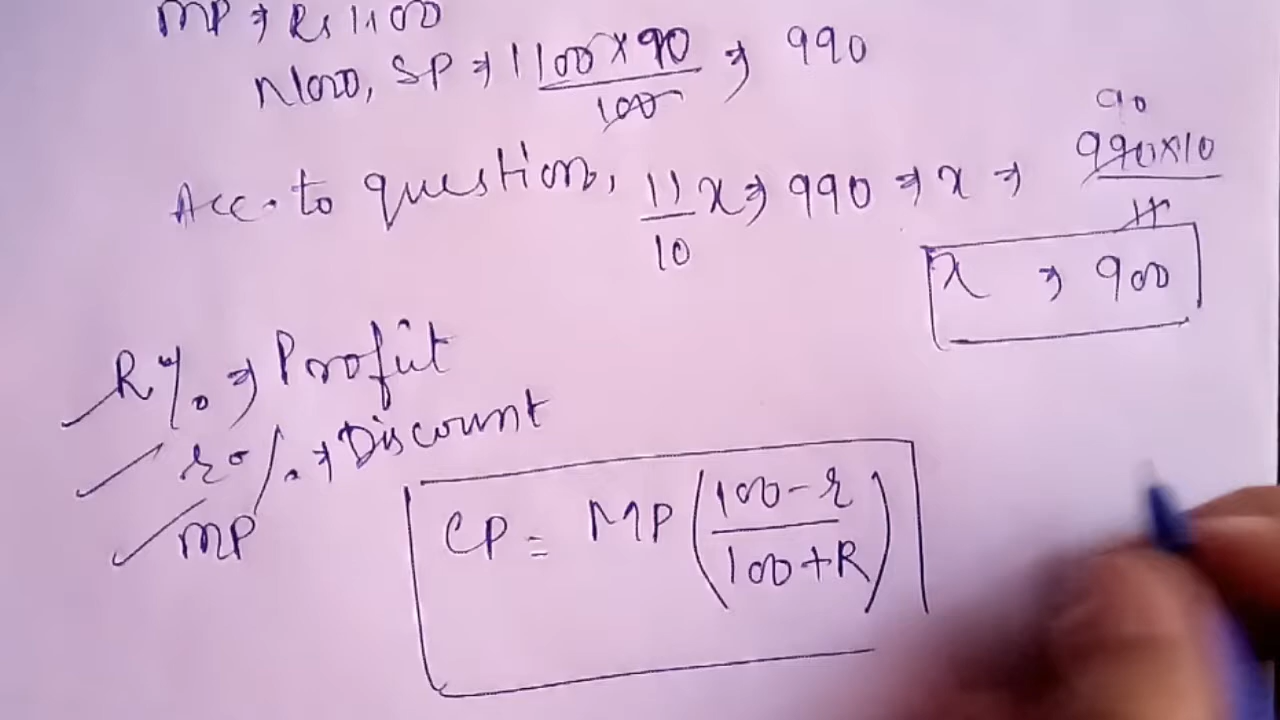 MP ⇒ Rs 1100
Now, SP ⇒ 1100 × 90 / 100 ⇒ 990
Acc. to question, 11/10 x ⇒ 990 ⇒ x ⇒ 990×10 / 11
90
x ⇒ 900
R% ⇒ Profit
r% ⇒ Discount
MP
CP = MP (100 - r / 100 + R)